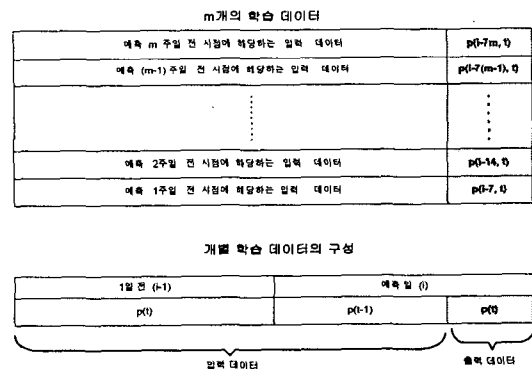 m개의 학습 데이터
예측 m 주일 전 시점에 해당하는 입력 데이터 p(i-7m, t)
예측 (m-1) 주일 전 시점에 해당하는 입력 데이터 p(i-7(m-1), t)
예측 2주일 전 시점에 해당하는 입력 데이터 p(i-14, t)
예측 1주일 전 시점에 해당하는 입력 데이터 p(i-7, t)
개별 학습 데이터의 구성
1일 전 (i-1) 예측 일 (i)
p(t) p(t-1) p(t)
입력 데이터 출력 데이터